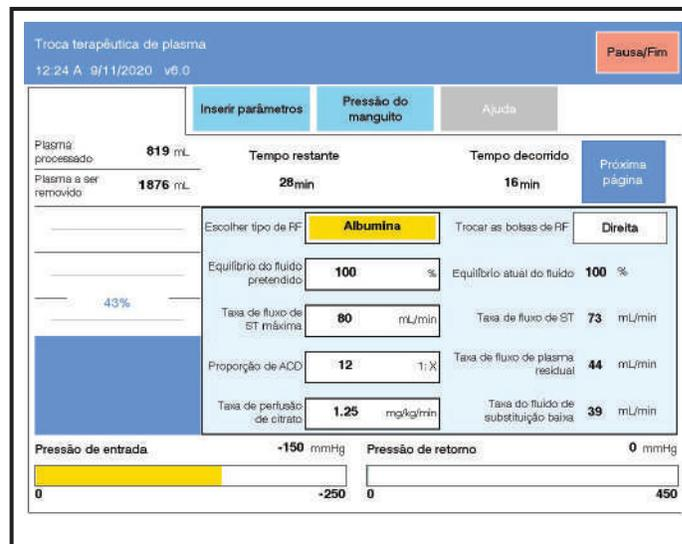 Troca terapêutica de plasma
12:24 A 9/11/2020 v6.0
Pausa/Fim
Inserir parâmetros
Pressão do
manguito
Ajuda
Plasma
processado 819 mL
Tempo restante
28min
Tempo decorrido
16min
Próxima
página
Plasma a ser
removido 1876 mL
Escolher tipo de RF Albumina
Trocar as bolsas de RF Direita
Equilíbrio do fluido
pretendido 100 %
Equilíbrio atual do fluido 100 %
43%
Taxa de fluxo de
ST máxima 80 mL/min
Taxa de fluxo de ST 73 mL/min
Proporção de ACD 12 1: X
Taxa de fluxo de plasma
residual 44 mL/min
Taxa de perfusão
de citrato 1.25 mg/kg/min
Taxa do fluido de
substituição baixa 39 mL/min
Pressão de entrada -150 mmHg
Pressão de retorno 0 mmHg
0 -250
0 450